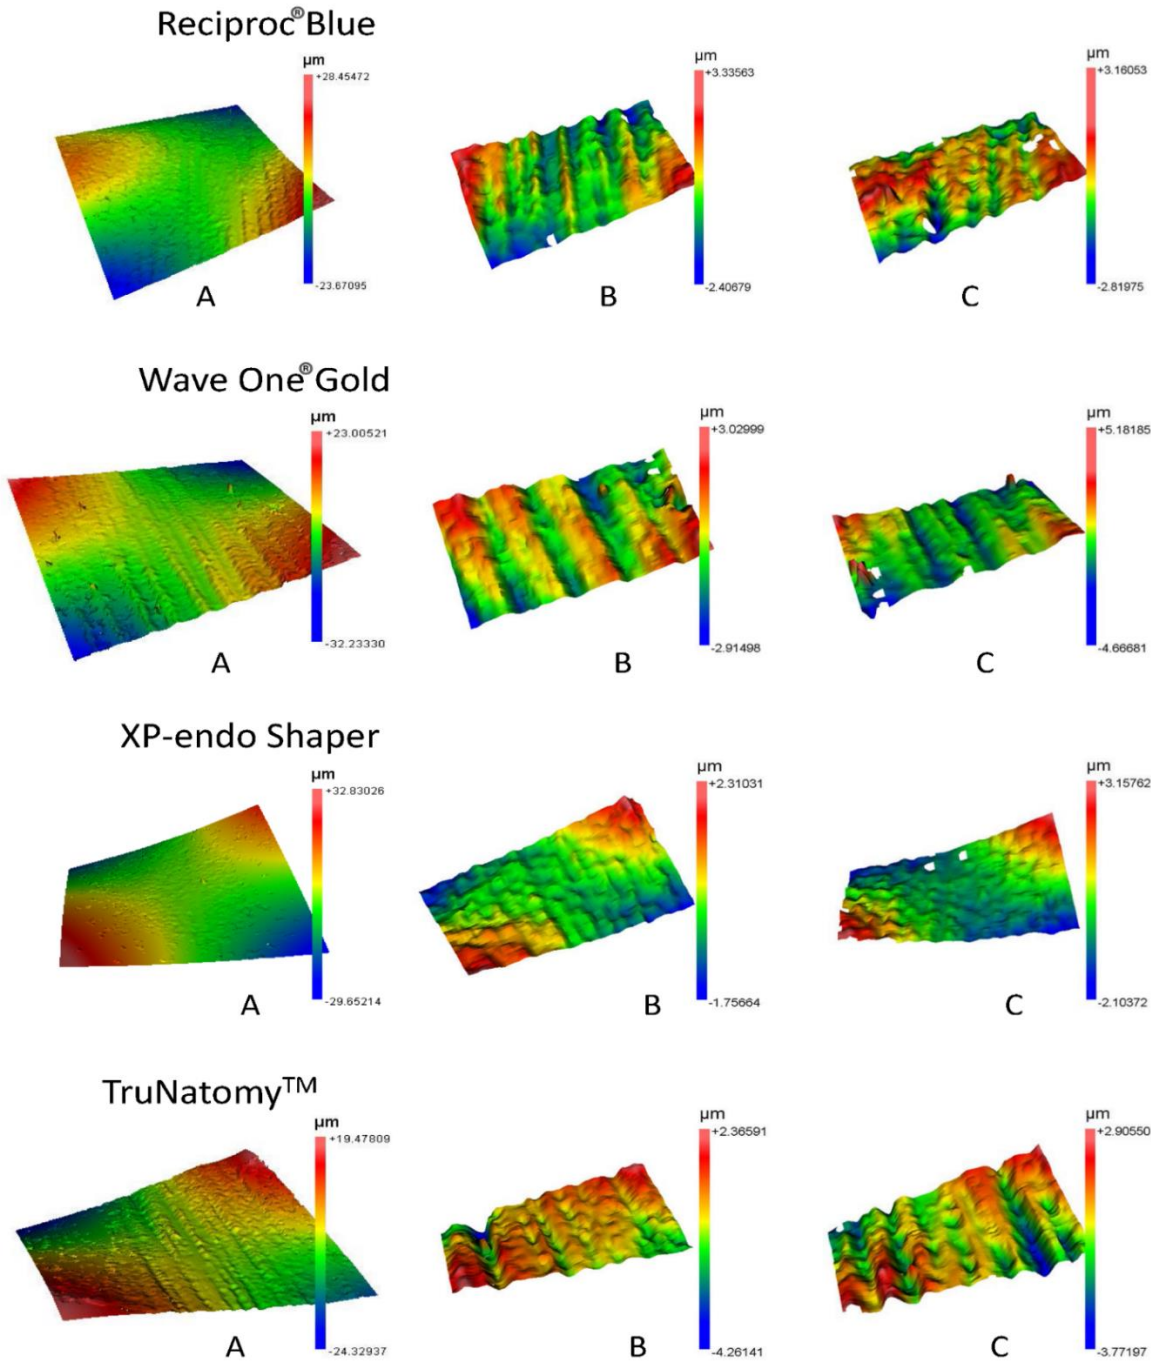 Reciproc®Blue
µm
+28.45472
-23.67095
A
µm
+3.33563
-2.40679
B
µm
+3.16053
-2.81975
C
Wave One®Gold
µm
+23.00521
-32.23330
A
µm
+3.02999
-2.91498
B
µm
+5.18185
-4.66681
C
XP-endo Shaper
µm
+32.83026
-29.65214
A
µm
+2.31031
-1.75664
B
µm
+3.15762
-2.10372
C
TruNatomy™
µm
+19.47809
-24.32937
A
µm
+2.36591
-4.26141
B
µm
+2.90550
-3.77197
C